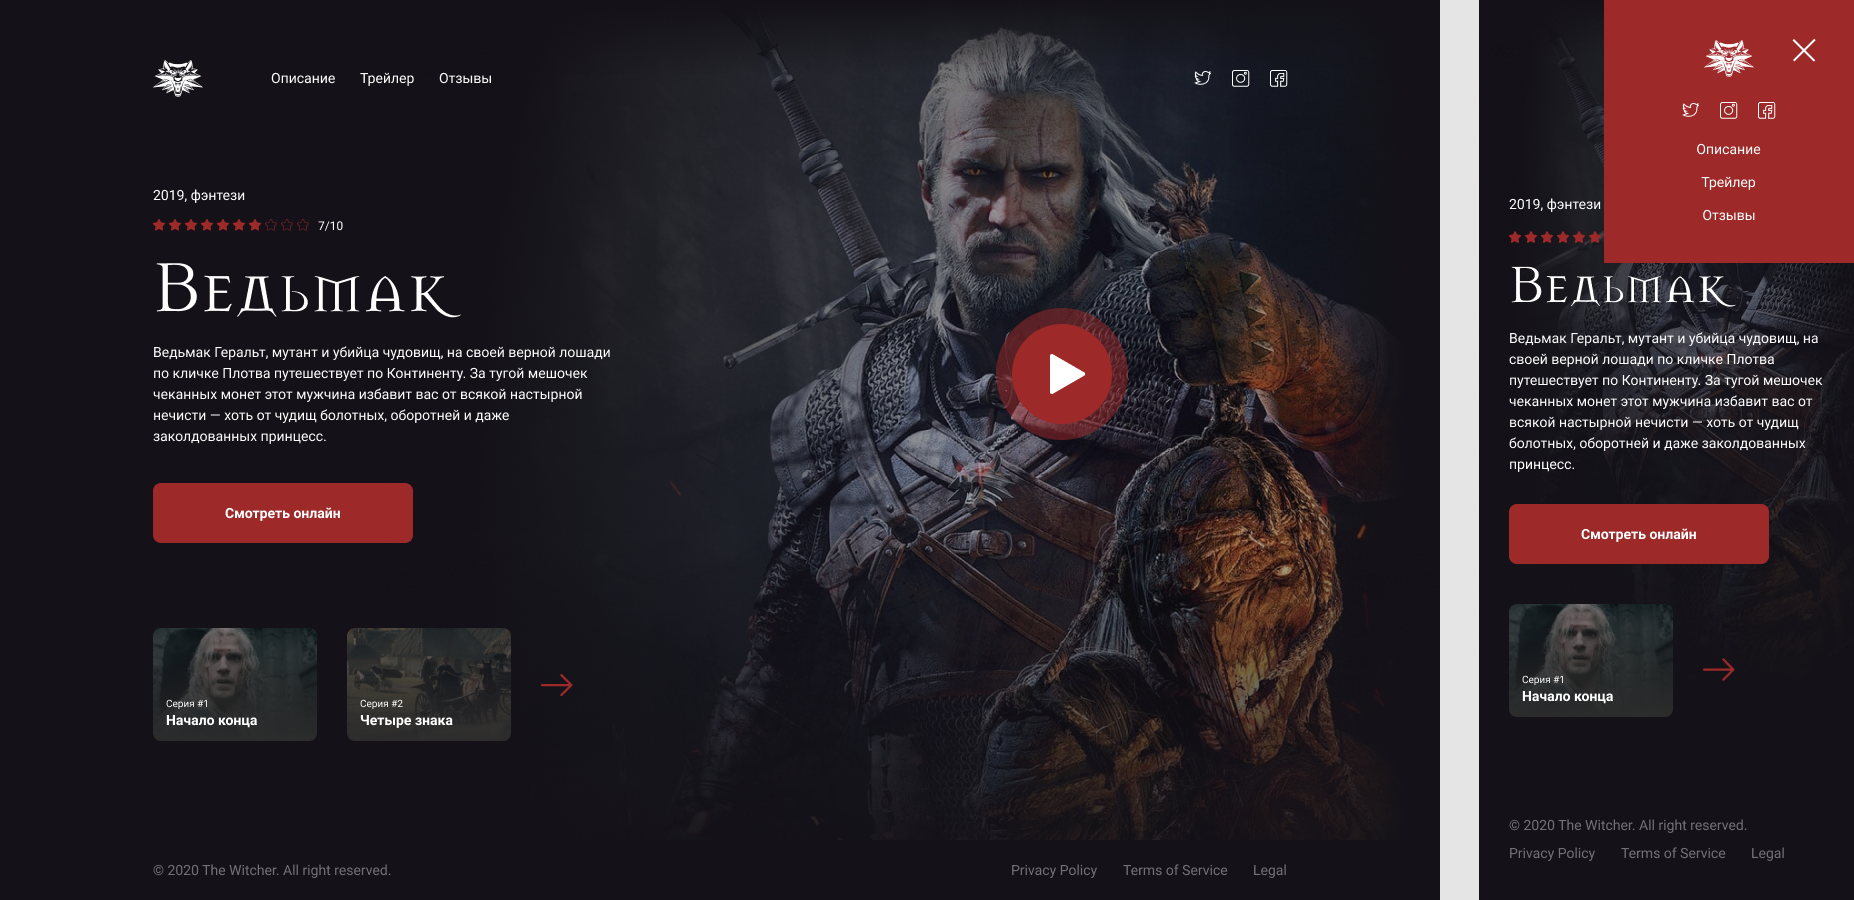 Описание Трейлер Отзывы
2019, фэнтези
7/10
Ведьмак
Ведьмак Геральт, мутант и убийца чудовищ, на своей верной лошади
по кличке Плотва путешествует по Континенту. За тугой мешочек
чеканных монет этот мужчина избавит вас от всякой настырной
нечисти — хоть от чудищ болотных, оборотней и даже
заколдованных принцесс.
Смотреть онлайн
Серия #1
Начало конца
Серия #2
Четыре знака
© 2020 The Witcher. All right reserved.
Privacy Policy Terms of Service Legal
Описание
Трейлер
Отзывы
2019, фэнтези
Ведьмак
Ведьмак Геральт, мутант и убийца чудовищ, на
своей верной лошади по кличке Плотва
путешествует по Континенту. За тугой мешочек
чеканных монет этот мужчина избавит вас от
всякой настырной нечисти — хоть от чудищ
болотных, оборотней и даже заколдованных
принцесс.
Смотреть онлайн
Серия #1
Начало конца
© 2020 The Witcher. All right reserved.
Privacy Policy Terms of Service Legal